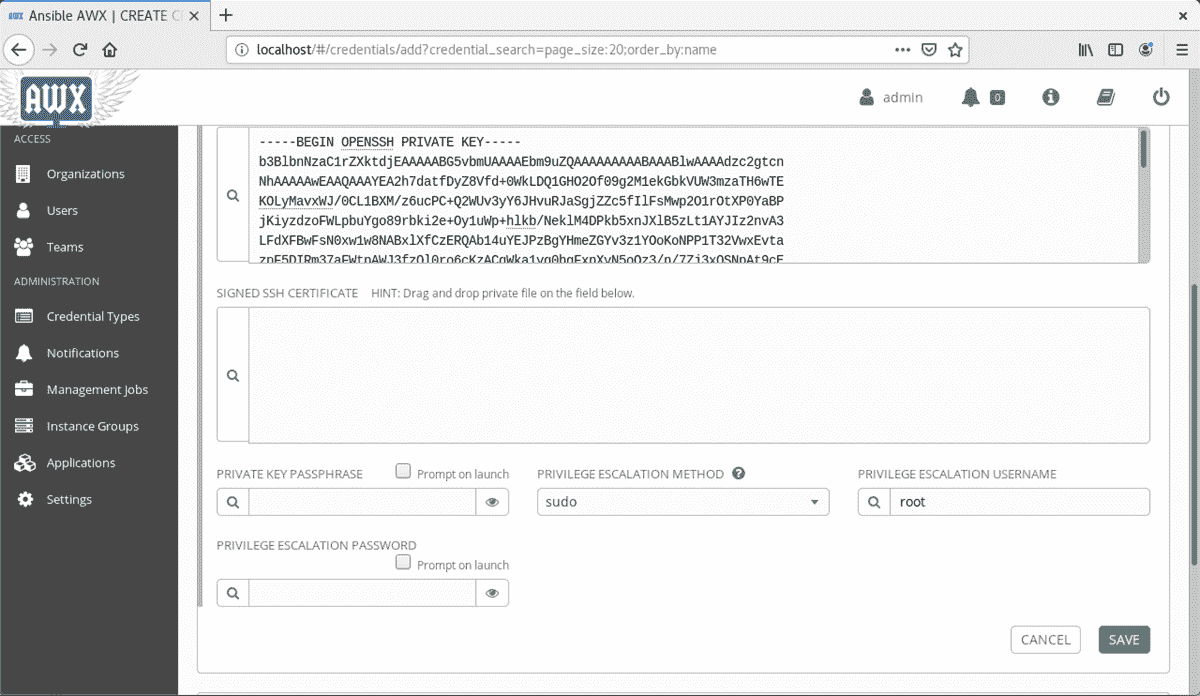 Ansible AWX | CREATE C
localhost/#/credentials/add?credential_search=page_size:20;order_by:name
AWX
admin
0
ACCESS
Organizations
Users
Teams
ADMINISTRATION
Credential Types
Notifications
Management Jobs
Instance Groups
Applications
Settings
-----BEGIN OPENSSH PRIVATE KEY-----
b3BlbnNzaC1rZXktdjEAAAAABG5vbmUAAAAEbm9uZQAAAAAAAAABAAABlwAAAAdzc2gtcn
NhAAAAAwEAAQAAAYEA2h7datfDyZ8Vfd+0WkLDQ1GHO2Of09g2M1ekGbkVUW3mzaTH6wTE
KOLyMavxWJ/0CL1BXM/z6ucPC+Q2WUv3yY6JHvuRJaSgjZZc5fIlFsMwp2O1rOtXP0YaBP
jKiyzdzoFWLpbuYgo89rbki2e+Oy1uWp+hlkb/NeklM4DPkb5xnJXlB5zLt1AYJIz2nvA3
LFdXFBwFsN0xw1w8NABxlXfCzERQAb14uYEJPzBgYHmeZGYv3z1YOoKoNPP1T32VwxEvta
SIGNED SSH CERTIFICATE HINT: Drag and drop private file on the field below.
PRIVATE KEY PASSPHRASE Prompt on launch
PRIVILEGE ESCALATION METHOD
sudo
PRIVILEGE ESCALATION USERNAME
root
PRIVILEGE ESCALATION PASSWORD
Prompt on launch
CANCEL
SAVE